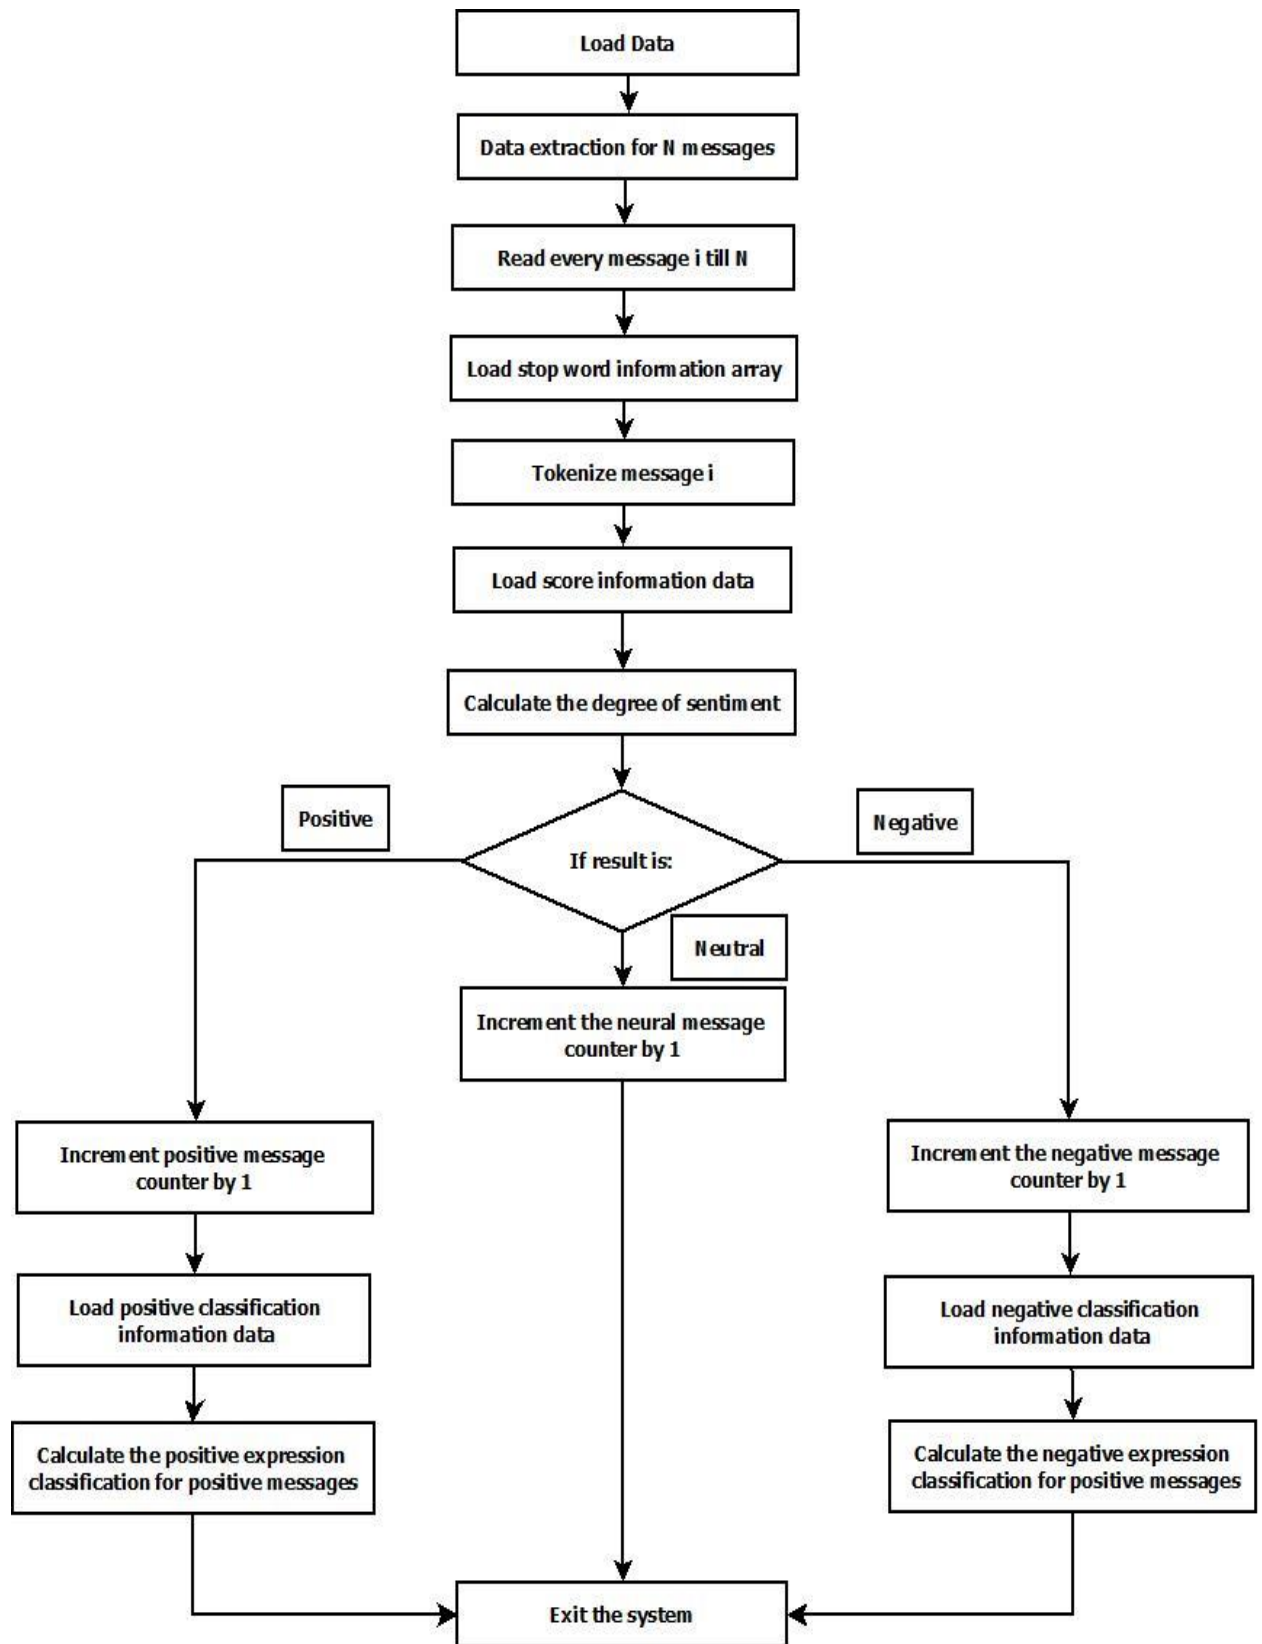 Load Data
Data extraction for N messages
Read every message i till N
Load stop word information array
Tokenize message i
Load score information data
Calculate the degree of sentiment
Positive
Negative
If result is:
Neutral
Increment the neural message
counter by 1
Increment positive message
counter by 1
Increment the negative message
counter by 1
Load positive classification
information data
Load negative classification
information data
Calculate the positive expression
classification for positive messages
Calculate the negative expression
classification for positive messages
Exit the system